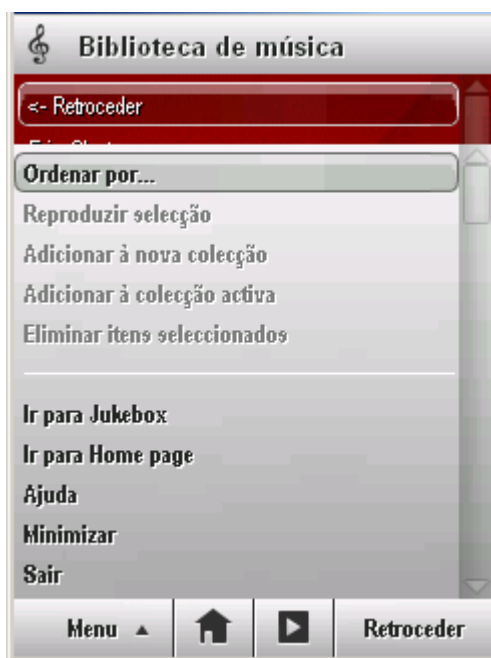 Biblioteca de música
<- Retroceder
Ordenar por...
Reproduzir selecção
Adicionar à nova colecção
Adicionar à colecção activa
Eliminar itens seleccionados
Ir para Jukebox
Ir para Home page
Ajuda
Minimizar
Sair
Menu
Retroceder